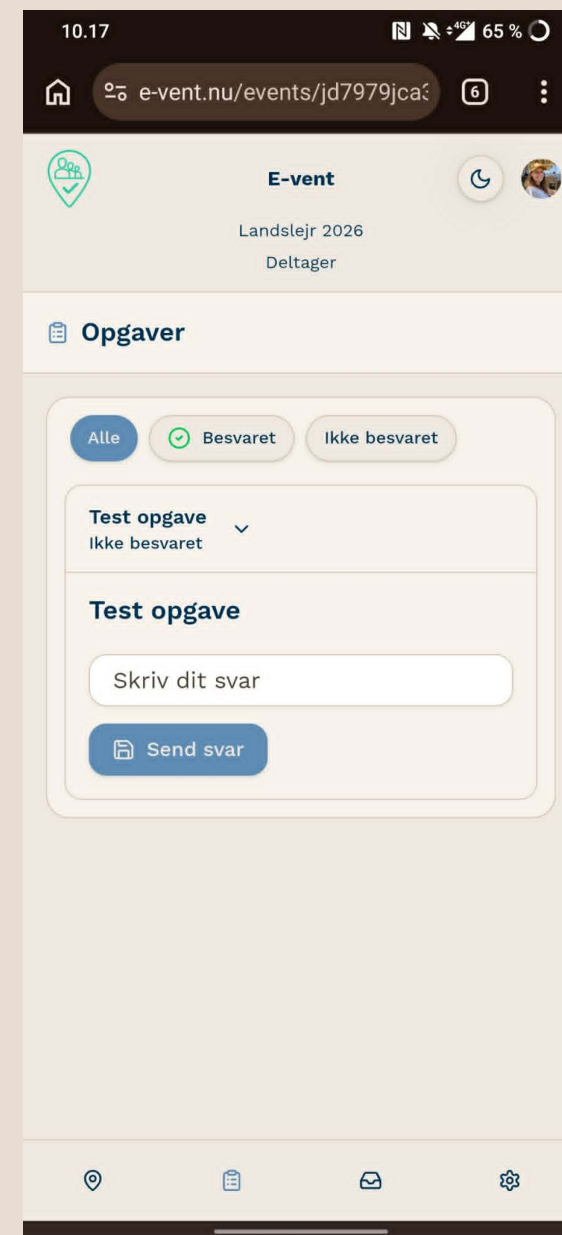 10.17
4G+ 65 %
e-vent.nu/events/jd7979jca
6
E-vent
Landslejr 2026
Deltager
Opgaver
Alle
Besvaret
Ikke besvaret
Test opgave
Ikke besvaret
Test opgave
Skriv dit svar
Send svar